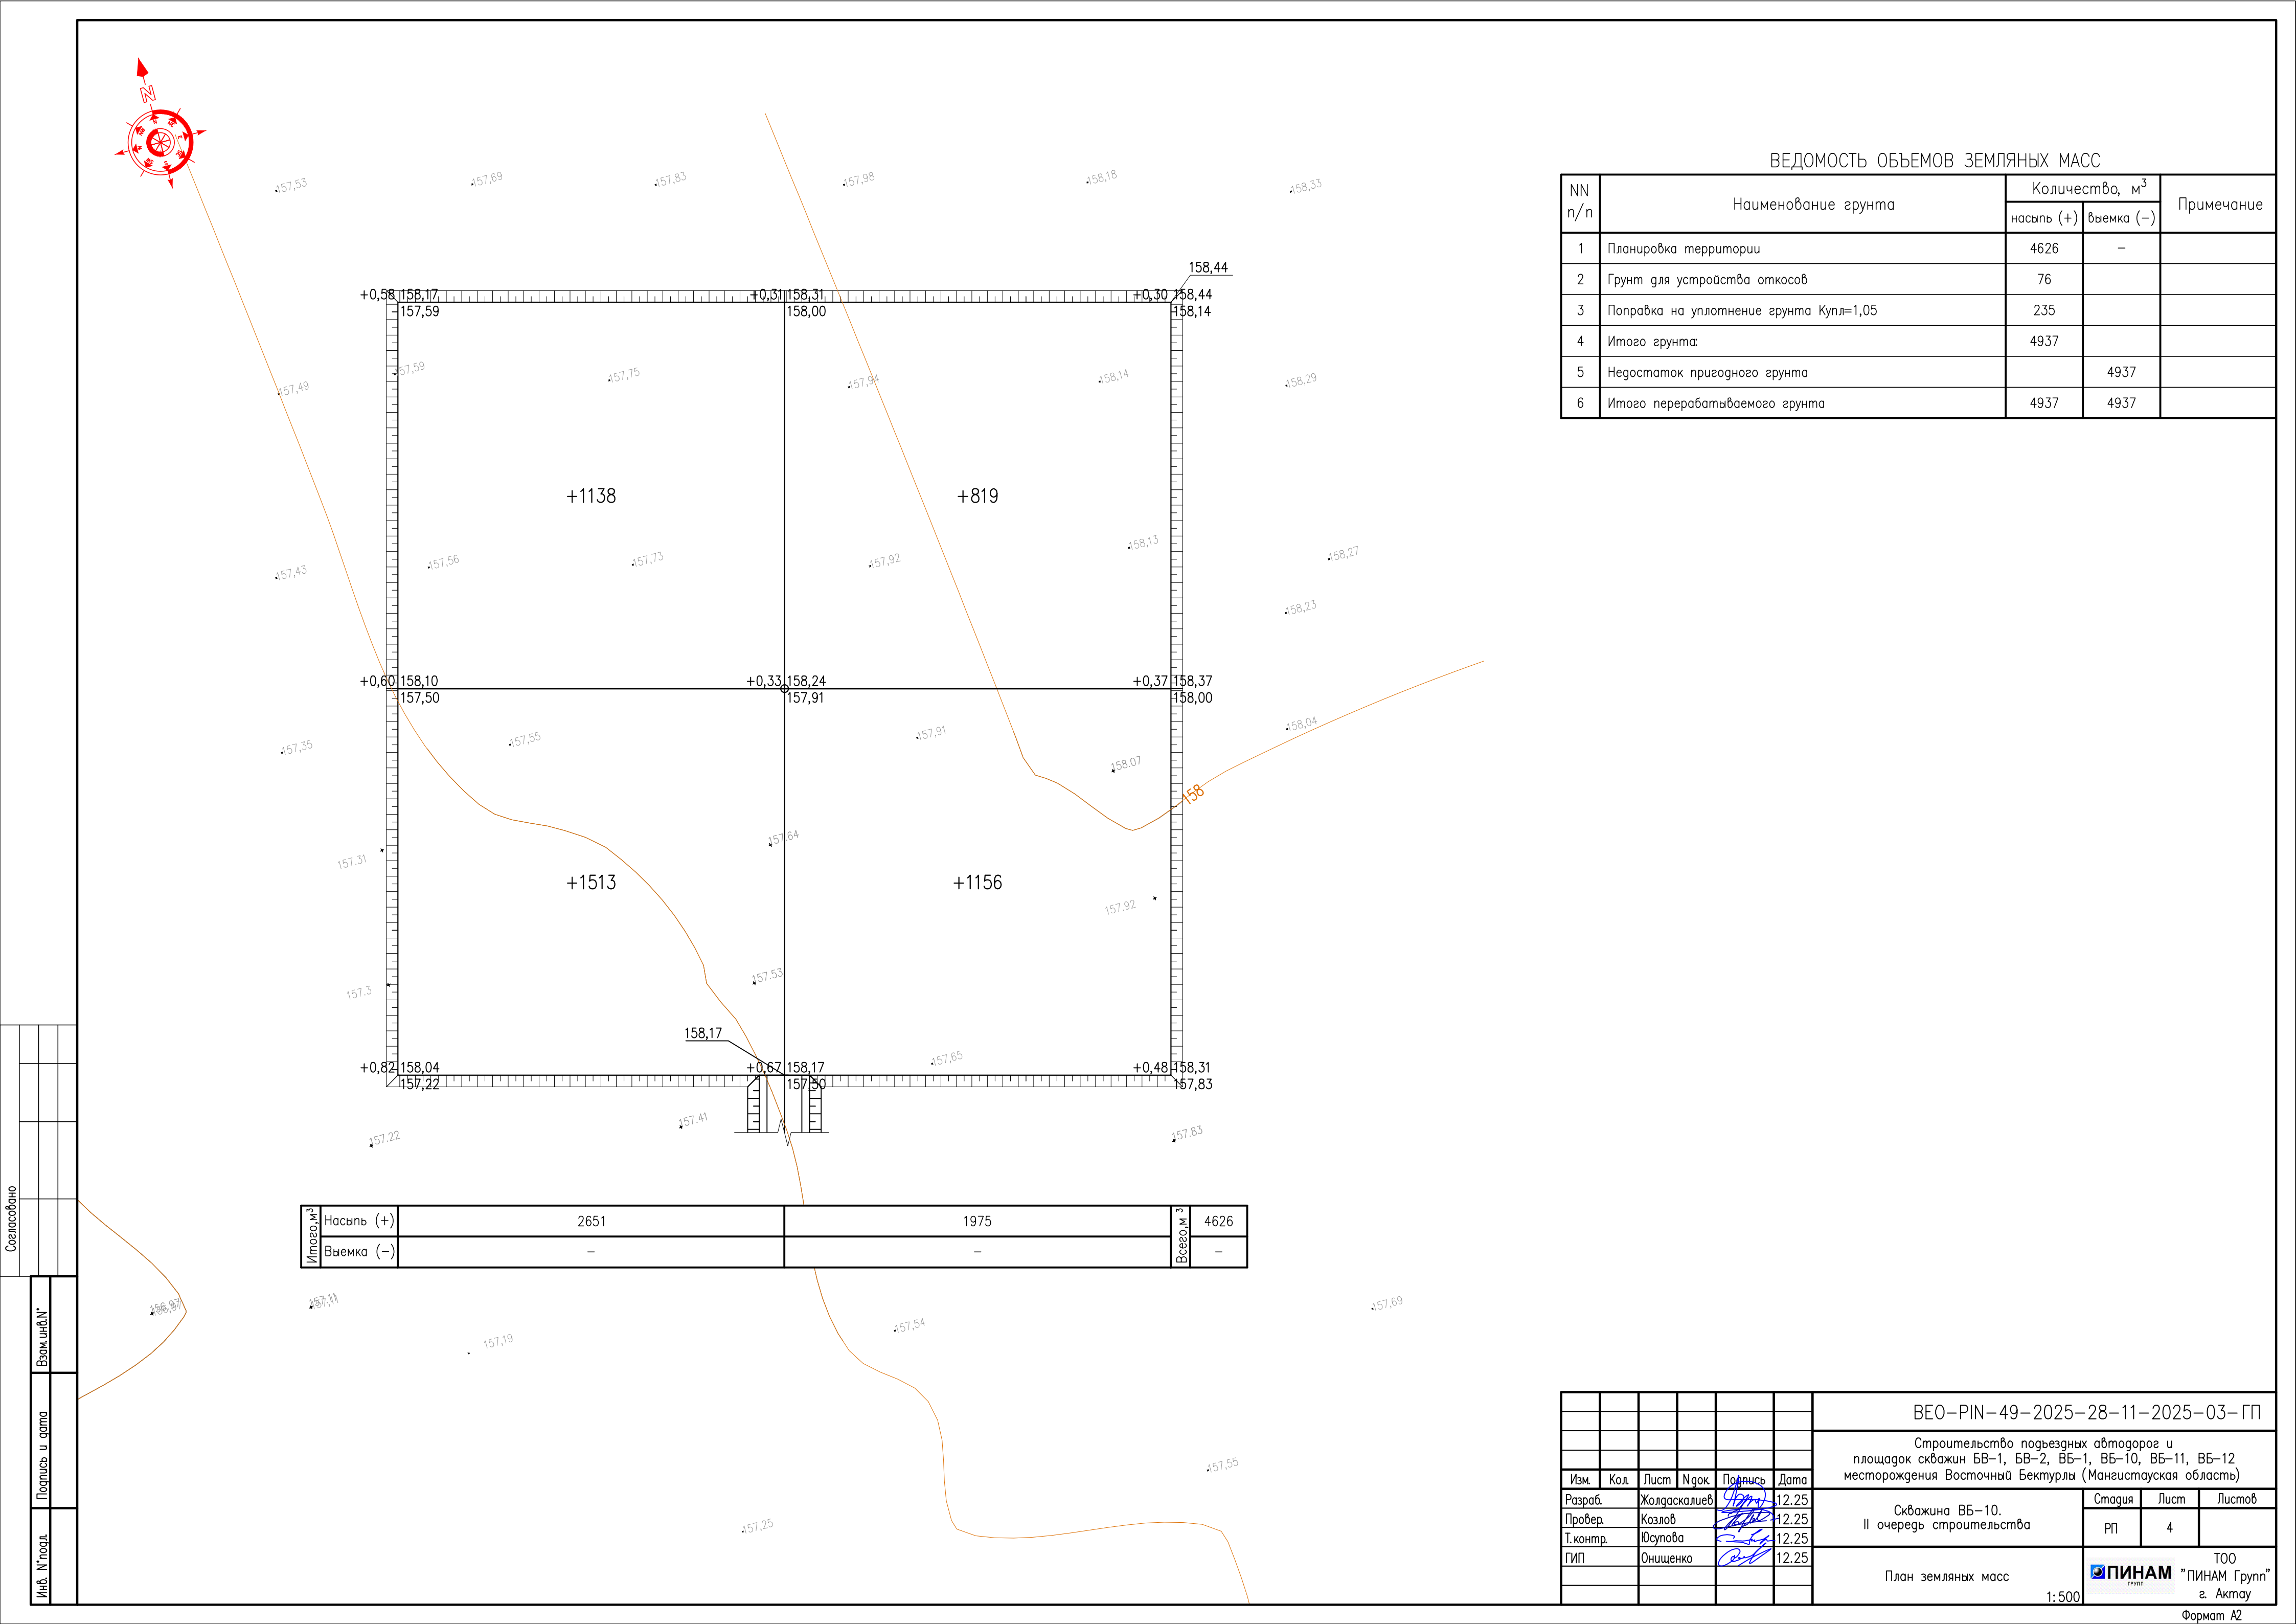 N
157,53
157,69
157,83
157,98
158,18
158,33
ВЕДОМОСТЬ ОБЪЕМОВ ЗЕМЛЯНЫХ МАСС
NN п/п
Наименование грунта
Количество, м3
Примечание
насыпь (+)
выемка (-)
1 Планировка территории 4626 -
2 Грунт для устройства откосов 76
3 Поправка на уплотнение грунта Купл=1,05 235
4 Итого грунта: 4937
5 Недостаток пригодного грунта 4937
6 Итого перерабатываемого грунта 4937 4937
158,44
+0,58 158,17
157,59
+0,31 158,31
158,00
+0,30 158,44
158,14
157,49
157,59
157,75
157,94
158,14
158,29
+1138
+819
157,43
157,56
157,73
157,92
158,13
158,27
158,23
+0,60 158,10
157,50
+0,33 158,24
157,91
+0,37 158,37
158,00
157,35
157,55
157,91
158.07
158,04
158
157.31
157.64
+1513
+1156
157.92
157.3
157.53
158,17
157,65
+0,82 158,04
157,22
+0,67 158,17
157,50
+0,48 158,31
157,83
157.22
157.41
157.83
Итого,м3
Насыпь (+) 2651 1975
Выемка (-) - -
Всего,м3
4626
-
156,97
157,11
157,19
157,54
157,69
157,25
157,55
Согласовано
Взам.инв.N°
Подпись и дата
Инв. N°подл.
BEO-PIN-49-2025-28-11-2025-03-ГП
Строительство подьездных автодорог и
площадок скважин БВ-1, БВ-2, ВБ-1, ВБ-10, ВБ-11, ВБ-12
месторождения Восточный Бектурлы (Мангистауская область)
Изм. Кол. Лист Nдок. Подпись Дата
Разраб. Жолдаскалиев 12.25
Провер. Козлов 12.25
Т.контр. Юсупова 12.25
ГИП Онищенко 12.25
Скважина ВБ-10.
II очередь строительства
Стадия Лист Листов
РП 4
План земляных масс
1:500
ПИНАМ
ГРУПП
ТОО
"ПИНАМ Групп"
г. Актау
Формат А2